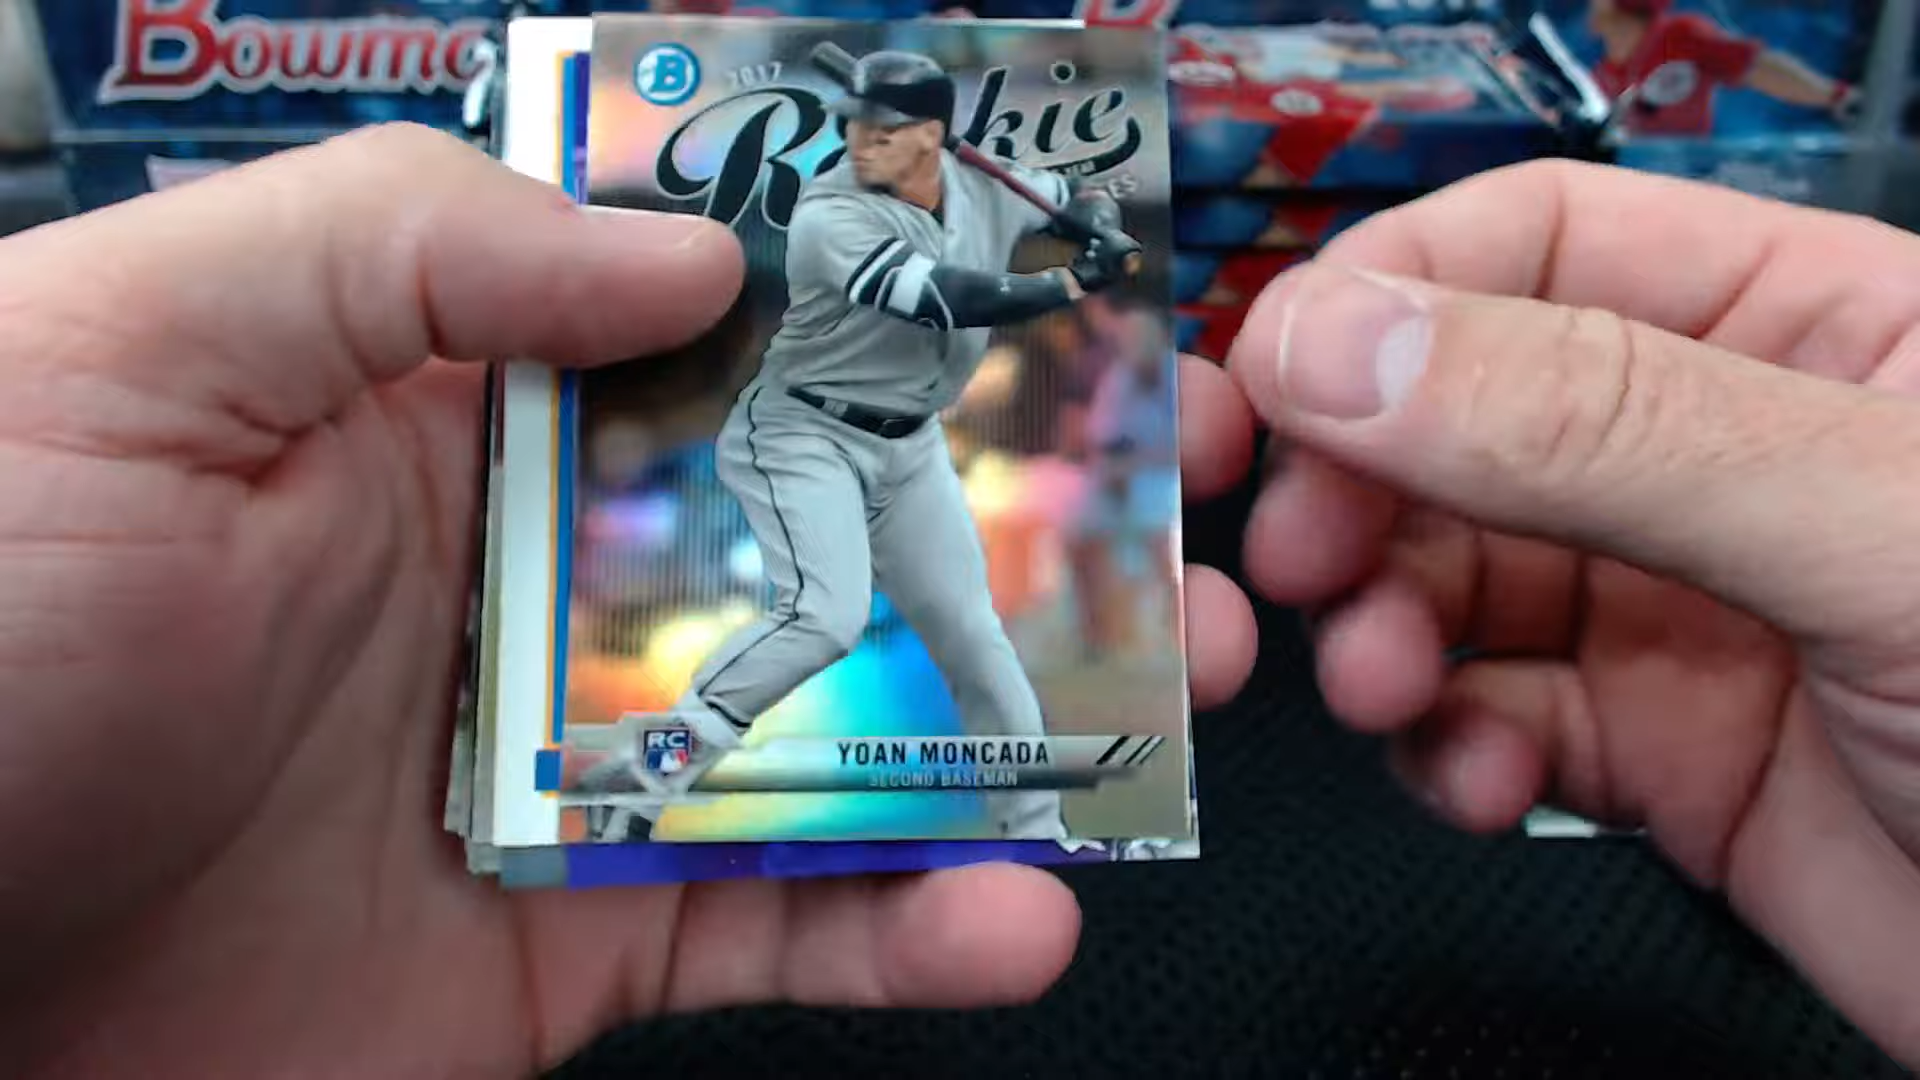 Bowma
B
2017
Rookie
RC
YOAN MONCADA
SECOND BASEMAN